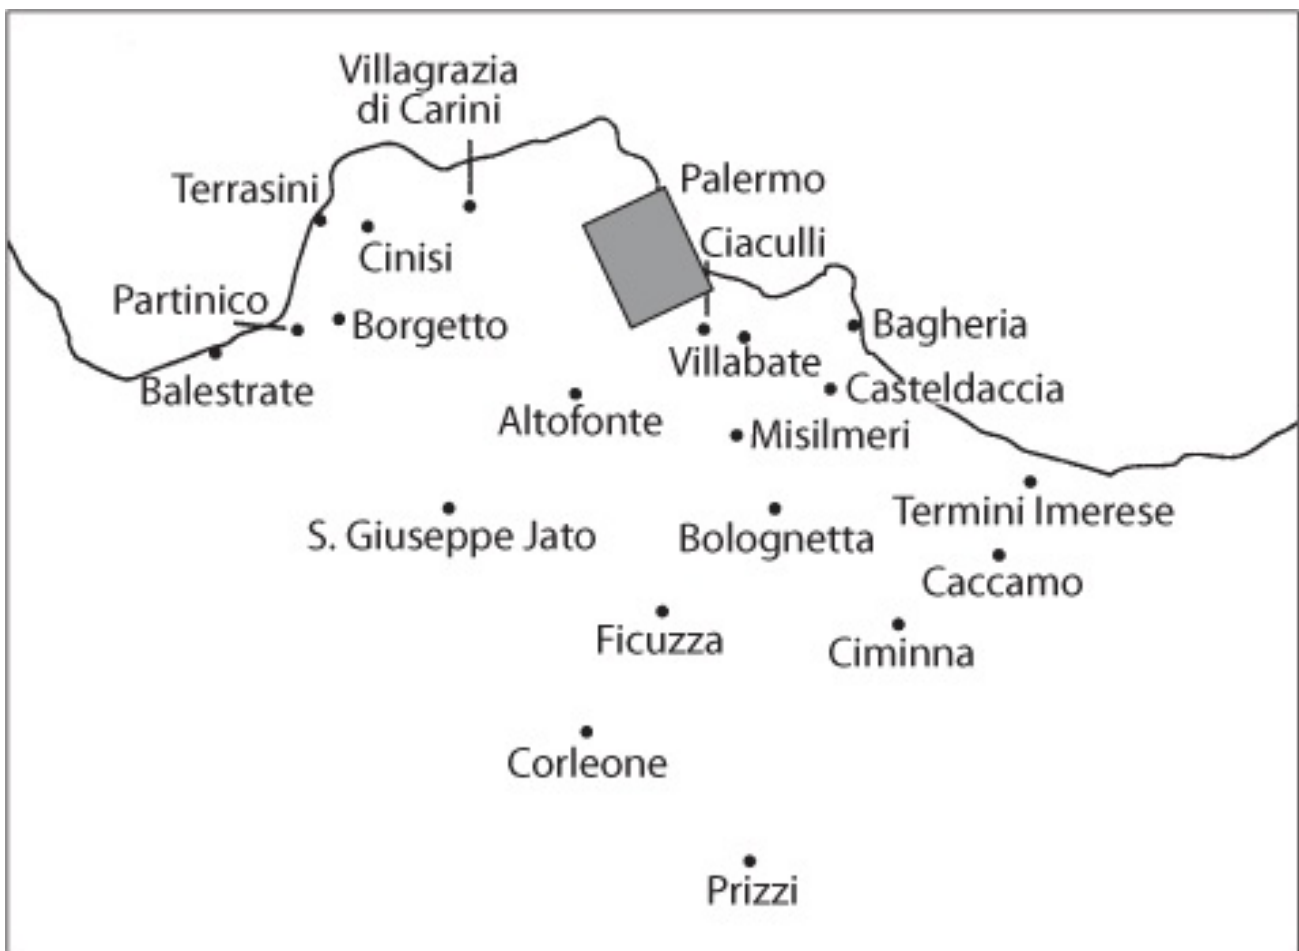 Villagrazia
di Carini
Terrasini
Palermo
Cinisi
Ciaculli
Partinico
Borgetto
Bagheria
Balestrate
Villabate
Casteldaccia
Altofonte
Misilmeri
S. Giuseppe Jato
Bolognetta
Termini Imerese
Caccamo
Ficuzza
Ciminna
Corleone
Prizzi